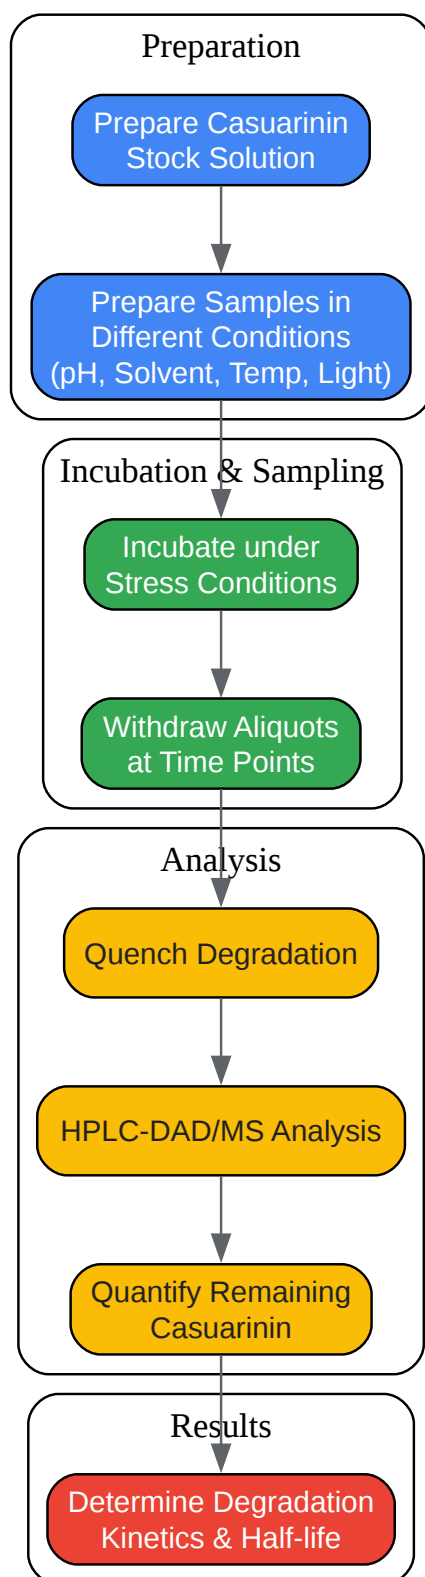 Preparation
Prepare Casuarinin
Stock Solution
Prepare Samples in
Different Conditions
(pH, Solvent, Temp, Light)
Incubation & Sampling
Incubate under
Stress Conditions
Withdraw Aliquots
at Time Points
Analysis
Quench Degradation
HPLC-DAD/MS Analysis
Quantify Remaining
Casuarinin
Results
Determine Degradation
Kinetics & Half-life